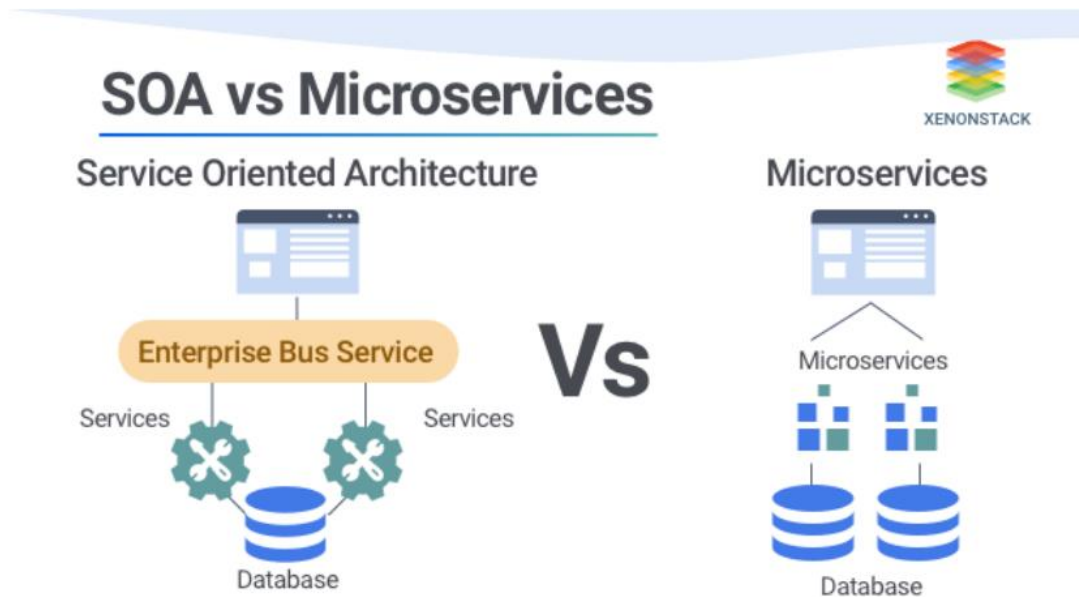 SOA vs Microservices
XENONSTACK
Service Oriented Architecture
Enterprise Bus Service
Services
Services
Database
Vs
Microservices
Microservices
Database